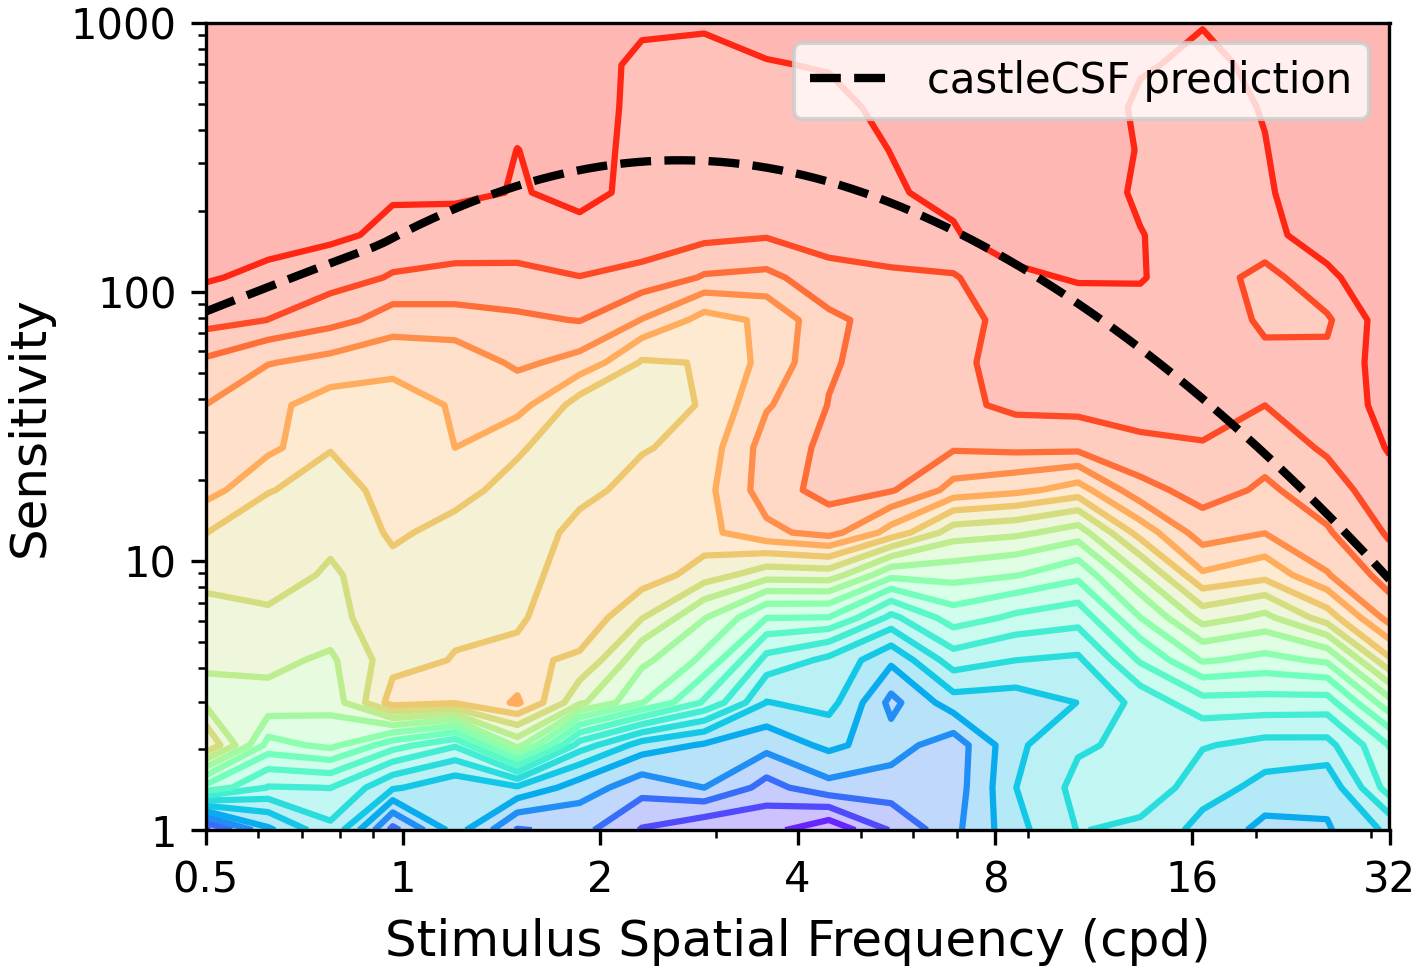 1000
castleCSF prediction
100
Sensitivity
10
1
0.5 1 2 4 8 16 32
Stimulus Spatial Frequency (cpd)